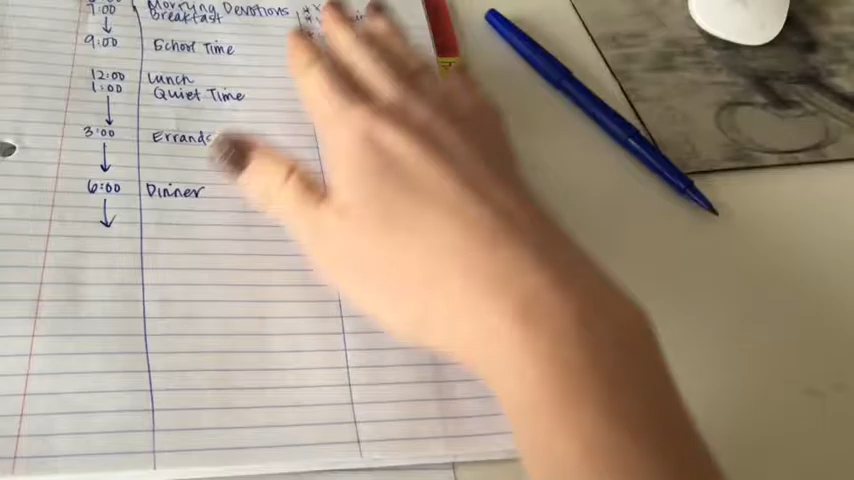 7:00 Morning Devotions
Breakfast
9:00 School Time
12:00 Lunch
1:00 Quiet Time
3:00 Errands
6:00 Dinner